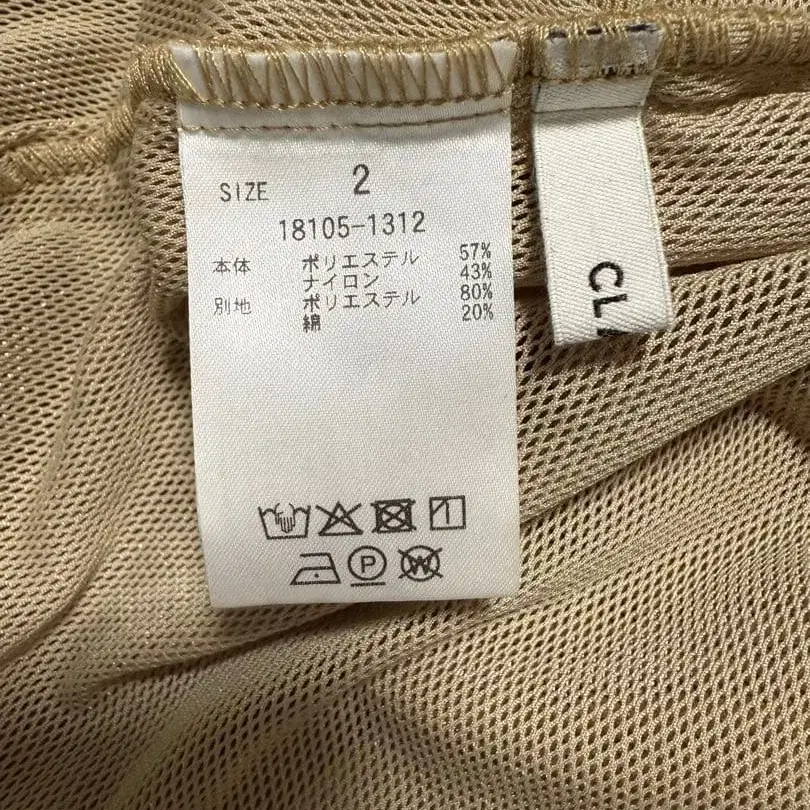 SIZE 2
18105-1312
本体 ポリエステル 57%
ナイロン 43%
別地 ポリエステル 80%
綿 20%
P
W